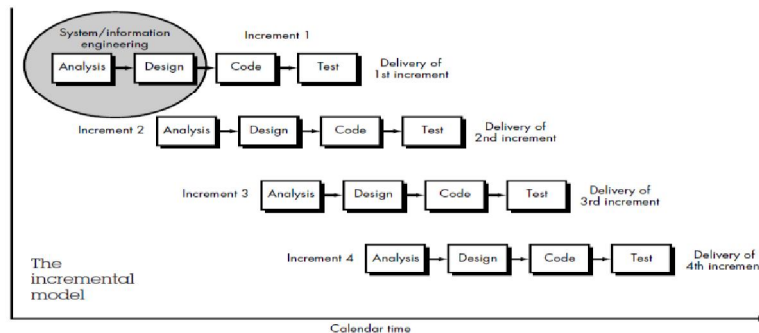 System/information
engineering
Increment 1
Analysis
Design
Code
Test
Delivery of
1st increment
Increment 2
Analysis
Design
Code
Test
Delivery of
2nd increment
Increment 3
Analysis
Design
Code
Test
Delivery of
3rd increment
Increment 4
Analysis
Design
Code
Test
Delivery of
4th incremen
The
incremental
model
Calendar time